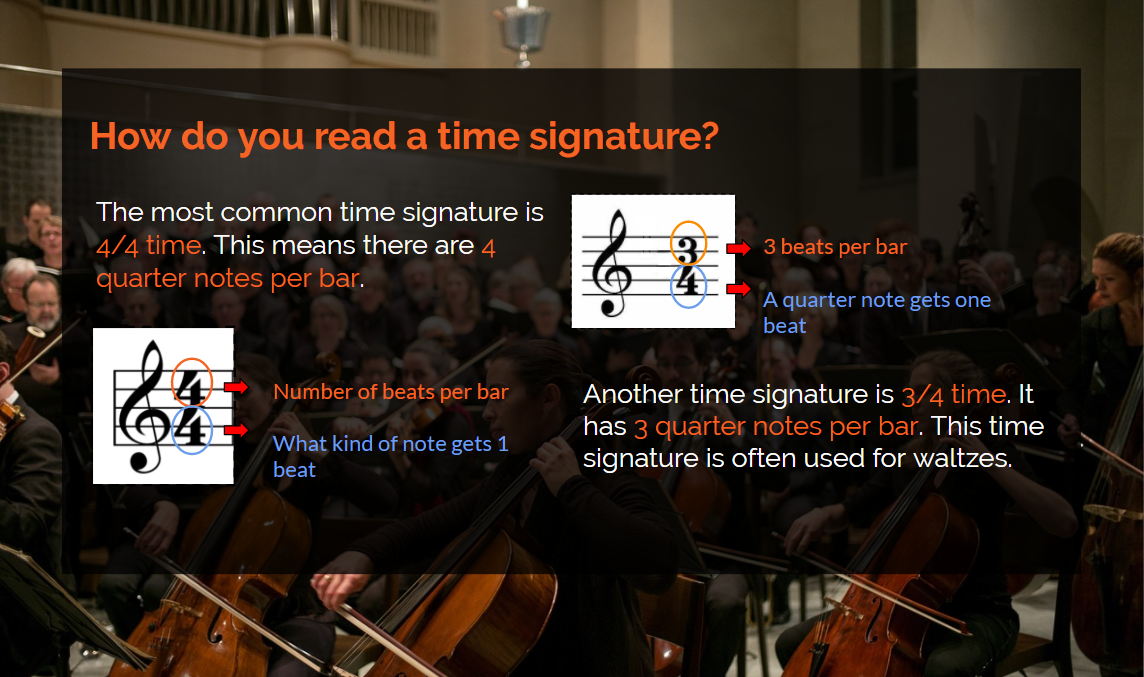 How do you read a time signature?
The most common time signature is
4/4 time. This means there are 4
quarter notes per bar.
4
4
Number of beats per bar
What kind of note gets 1
beat
3
4
3 beats per bar
A quarter note gets one
beat
Another time signature is 3/4 time. It
has 3 quarter notes per bar. This time
signature is often used for waltzes.